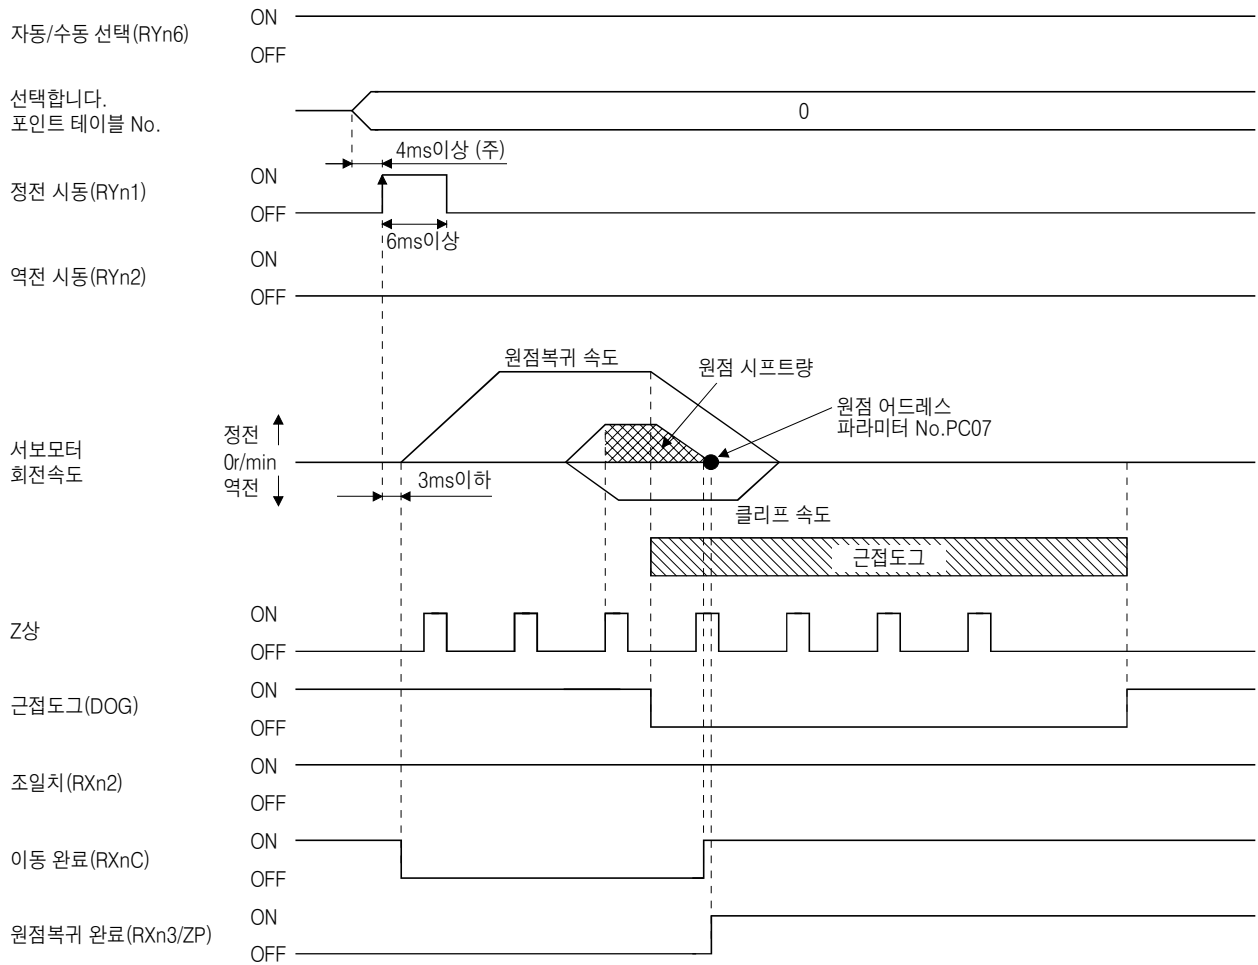 자동/수동 선택(RYn6)
ON
OFF
선택합니다.
포인트 테이블 No.
0
4ms이상 (주)
정전 시동(RYn1)
ON
OFF
6ms이상
역전 시동(RYn2)
ON
OFF
원점복귀 속도
원점 시프트량
원점 어드레스
파라미터 No.PC07
서보모터
회전속도
정전
0r/min
역전
3ms이하
클리프 속도
근접도그
Z상
ON
OFF
근접도그(DOG)
ON
OFF
조일치(RXn2)
ON
OFF
이동 완료(RXnC)
ON
OFF
원점복귀 완료(RXn3/ZP)
ON
OFF